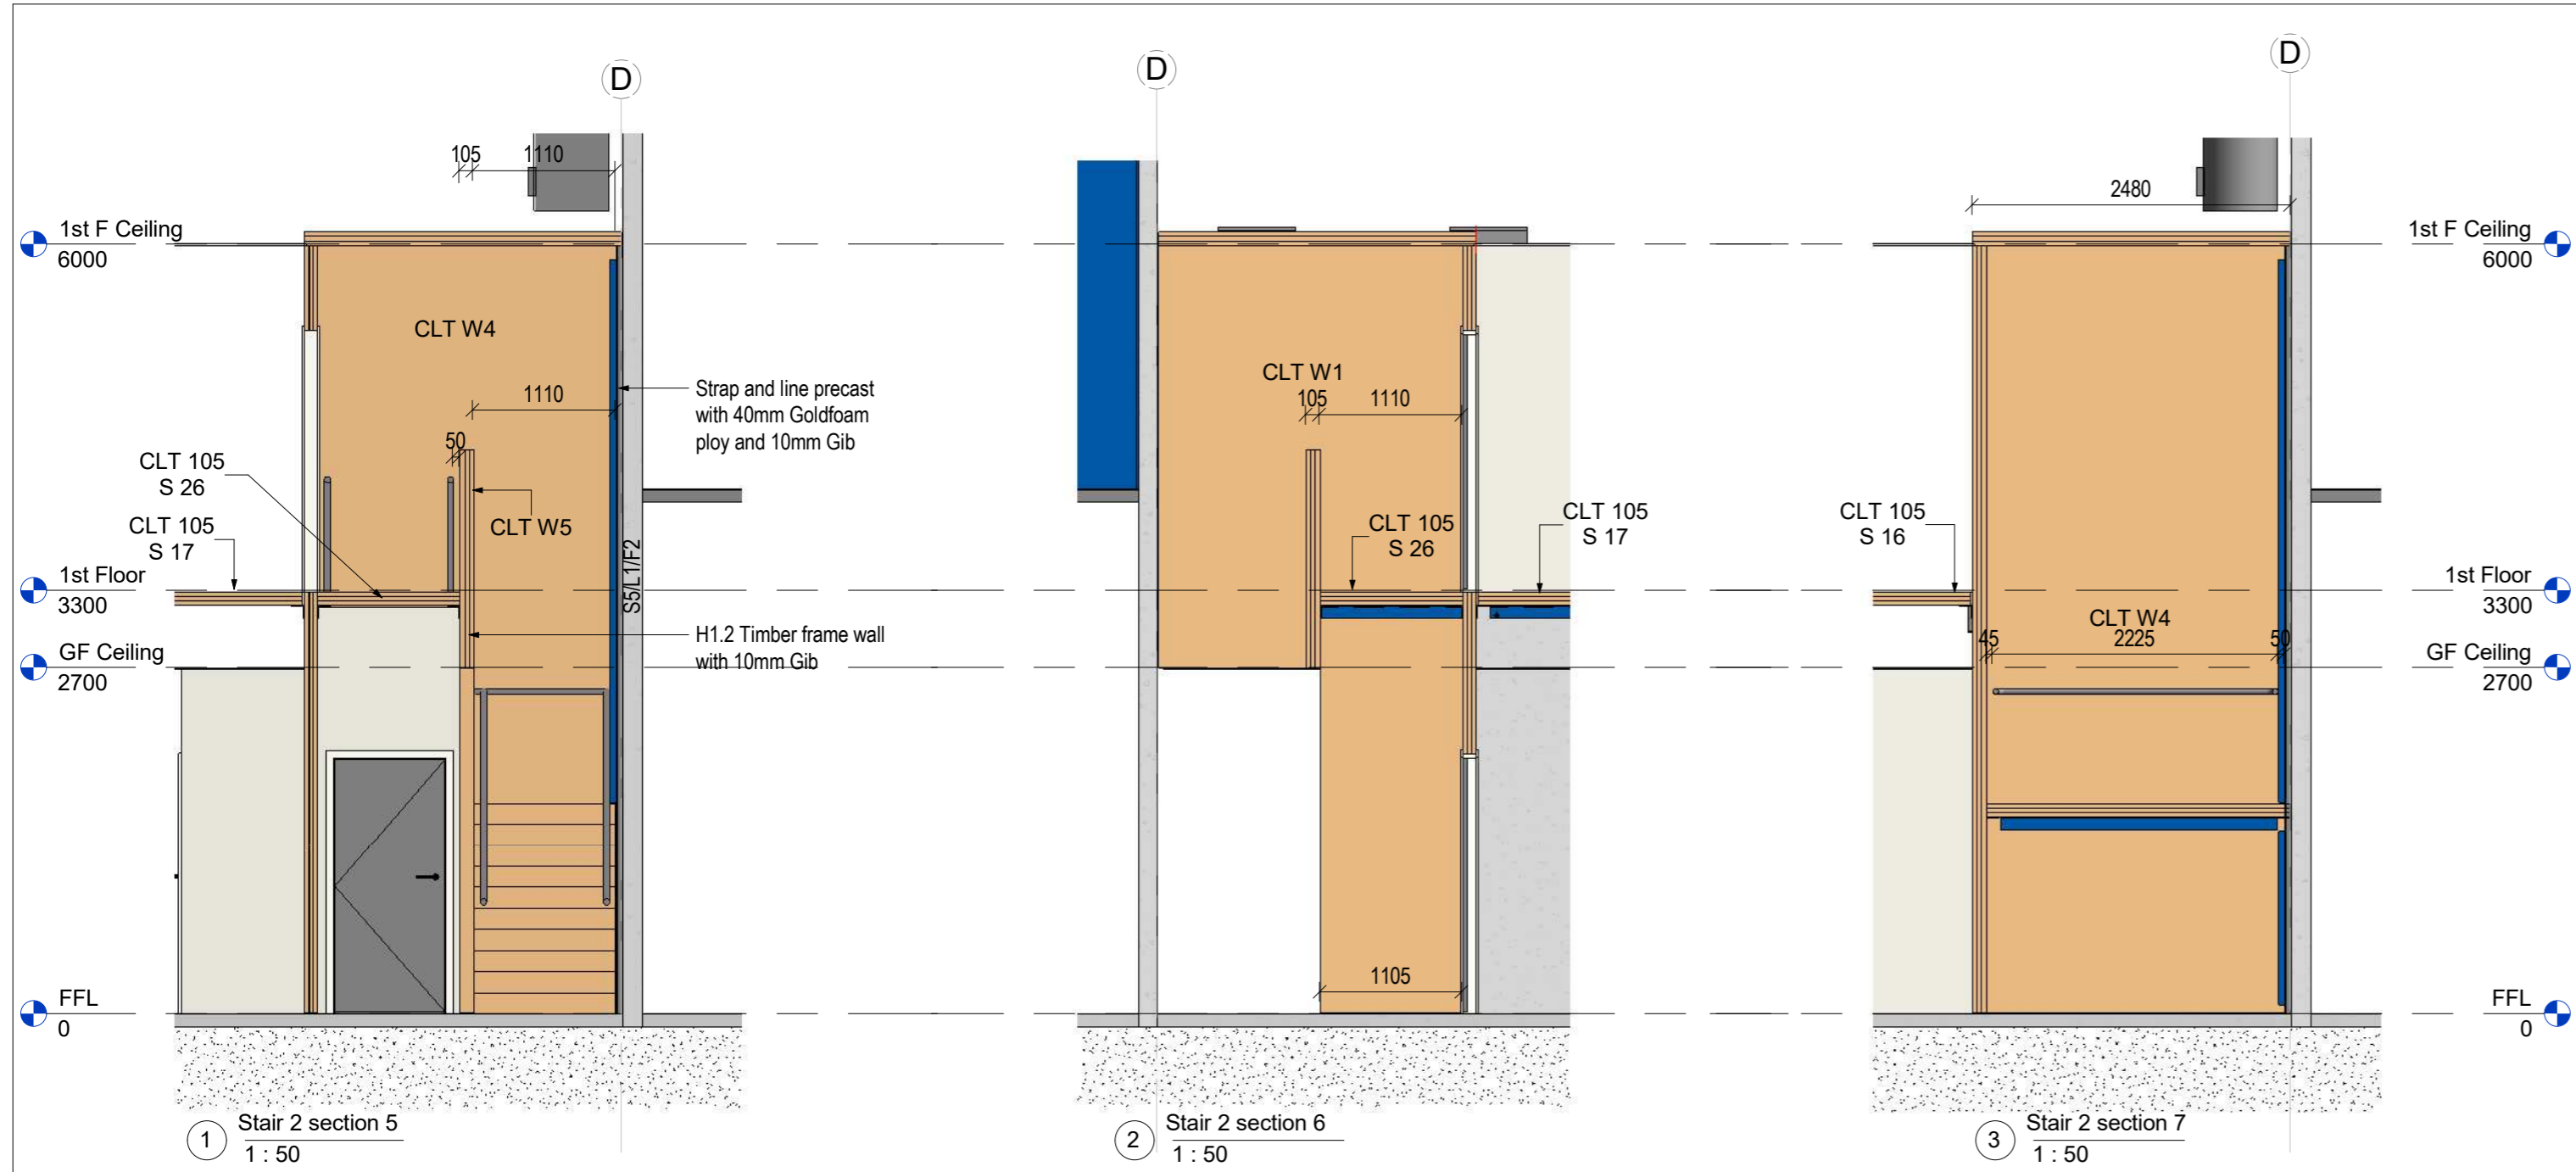 D
105
1110
1st F Ceiling
6000
CLT W4
Strap and line precast
with 40mm Goldfoam
ploy and 10mm Gib
1110
50
CLT 105
S 26
CLT W5
CLT 105
S 17
S5/L1/F2
1st Floor
3300
H1.2 Timber frame wall
with 10mm Gib
GF Ceiling
2700
FFL
0
1
Stair 2 section 5
1 : 50
D
CLT W1
105
1110
CLT 105
S 26
CLT 105
S 17
1105
2
Stair 2 section 6
1 : 50
D
2480
1st F Ceiling
6000
CLT 105
S 16
1st Floor
3300
CLT W4
45
2225
50
GF Ceiling
2700
FFL
0
3
Stair 2 section 7
1 : 50